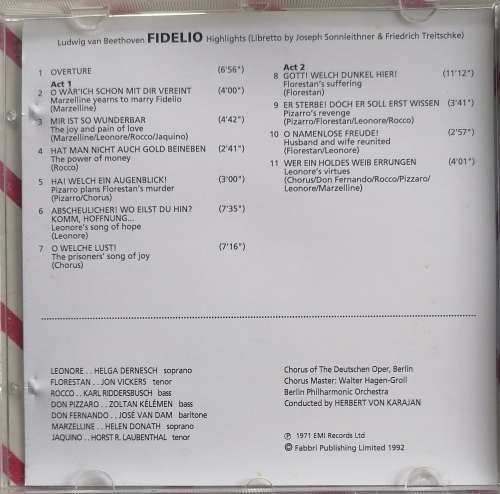 Ludwig van Beethoven FIDELIO Highlights (Libretto by Joseph Sonnleithner & Friedrich Treitschke)
1 OVERTURE (6'56")
Act 1
2 O WÄR'ICH SCHON MIT DIR VEREINT (4'00")
Marzelline yearns to marry Fidelio
(Marzelline)
3 MIR IST SO WUNDERBAR (4'42")
The joy and pain of love
(Marzelline/Leonore/Rocco/Jaquino)
4 HAT MAN NICHT AUCH GOLD BEINEBEN (2'41")
The power of money
(Rocco)
5 HA! WELCH EIN AUGENBLICK! (3'00")
Pizarro plans Florestan's murder
(Pizarro/Chorus)
6 ABSCHEULICHER! WO EILST DU HIN? (7'35")
KOMM, HOFFNUNG...
Leonore's song of hope
(Leonore)
7 O WELCHE LUST! (7'16")
The prisoners' song of joy
(Chorus)
Act 2
8 GOTT! WELCH DUNKEL HIER! (11'12")
Florestan's suffering
(Florestan)
9 ER STERBE! DOCH ER SOLL ERST WISSEN (3'41")
Pizarro's revenge
(Pizarro/Florestan/Leonore/Rocco)
10 O NAMENLOSE FREUDE! (2'57")
Husband and wife reunited
(Florestan/Leonore)
11 WER EIN HOLDES WEIB ERRUNGEN (4'01")
Leonore's virtues
(Chorus/Don Fernando/Rocco/Pizzaro/
Leonore/Marzelline)
LEONORE . . HELGA DERNESCH soprano
FLORESTAN . . JON VICKERS tenor
ROCCO . . KARL RIDDERSBUSCH bass
DON PIZZARO . . ZOLTAN KÉLÉMEN bass
DON FERNANDO . . JOSÉ VAN DAM baritone
MARZELLINE . . HELEN DONATH soprano
JAQUINO . . HORST R. LAUBENTHAL tenor
Chorus of The Deutschen Oper, Berlin
Chorus Master: Walter Hagen-Groll
Berlin Philharmonic Orchestra
Conducted by HERBERT VON KARAJAN
℗ 1971 EMI Records Ltd
© Fabbri Publishing Limited 1992